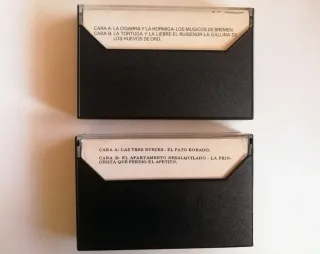 CARA A: LA CIGARRA Y LA HORMIGA-LOS MUSICOS DE BREMEN.
CARA B: LA TORTUGA Y LA LIEBRE-EL RUISEÑOR-LA GALLINA DE
LOS HUEVOS DE ORO.
CARA A: LAS TRES NUECES - EL PATO ROBADO.
CARA B: EL APARTAMENTO DESALQUILADO - LA PRIN-
CESITA QUE PERDIO EL APETITO.